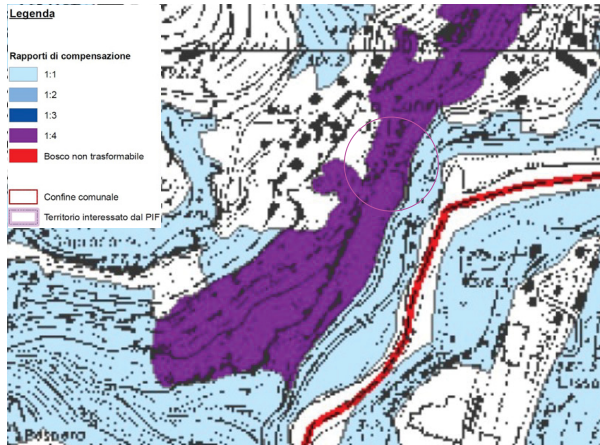 Legenda
Rapporti di compensazione
1:1
1:2
1:3
1:4
Bosco non trasformabile
Confine comunale
Territorio interessato dal PIF